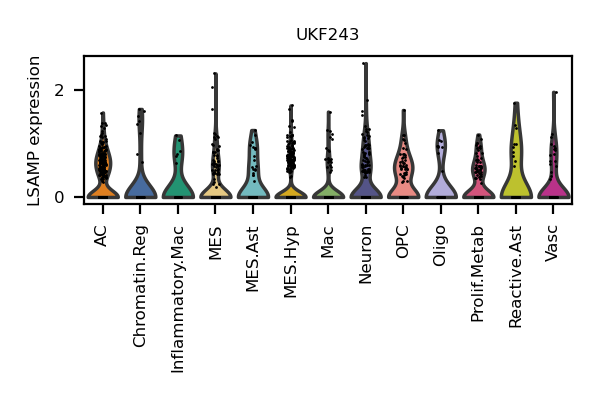 UKF243
LSAMP expression
2
0
AC
Chromatin.Reg
Inflammatory.Mac
MES
MES.Ast
MES.Hyp
Mac
Neuron
OPC
Oligo
Prolif.Metab
Reactive.Ast
Vasc